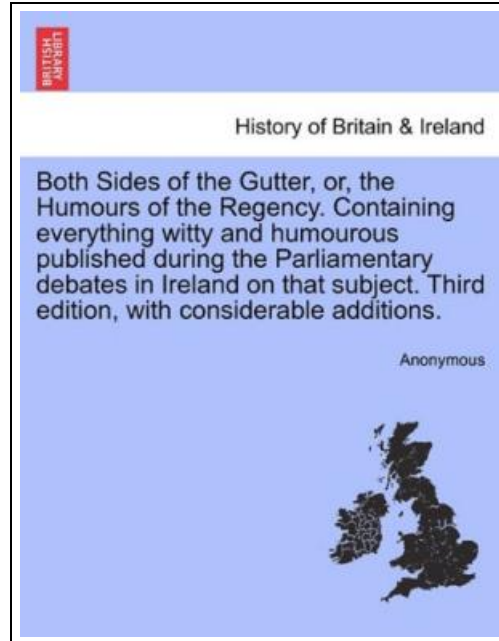 BRITISH
LIBRARY
History of Britain & Ireland
Both Sides of the Gutter, or, the
Humours of the Regency. Containing
everything witty and humourous
published during the Parliamentary
debates in Ireland on that subject. Third
edition, with considerable additions.
Anonymous